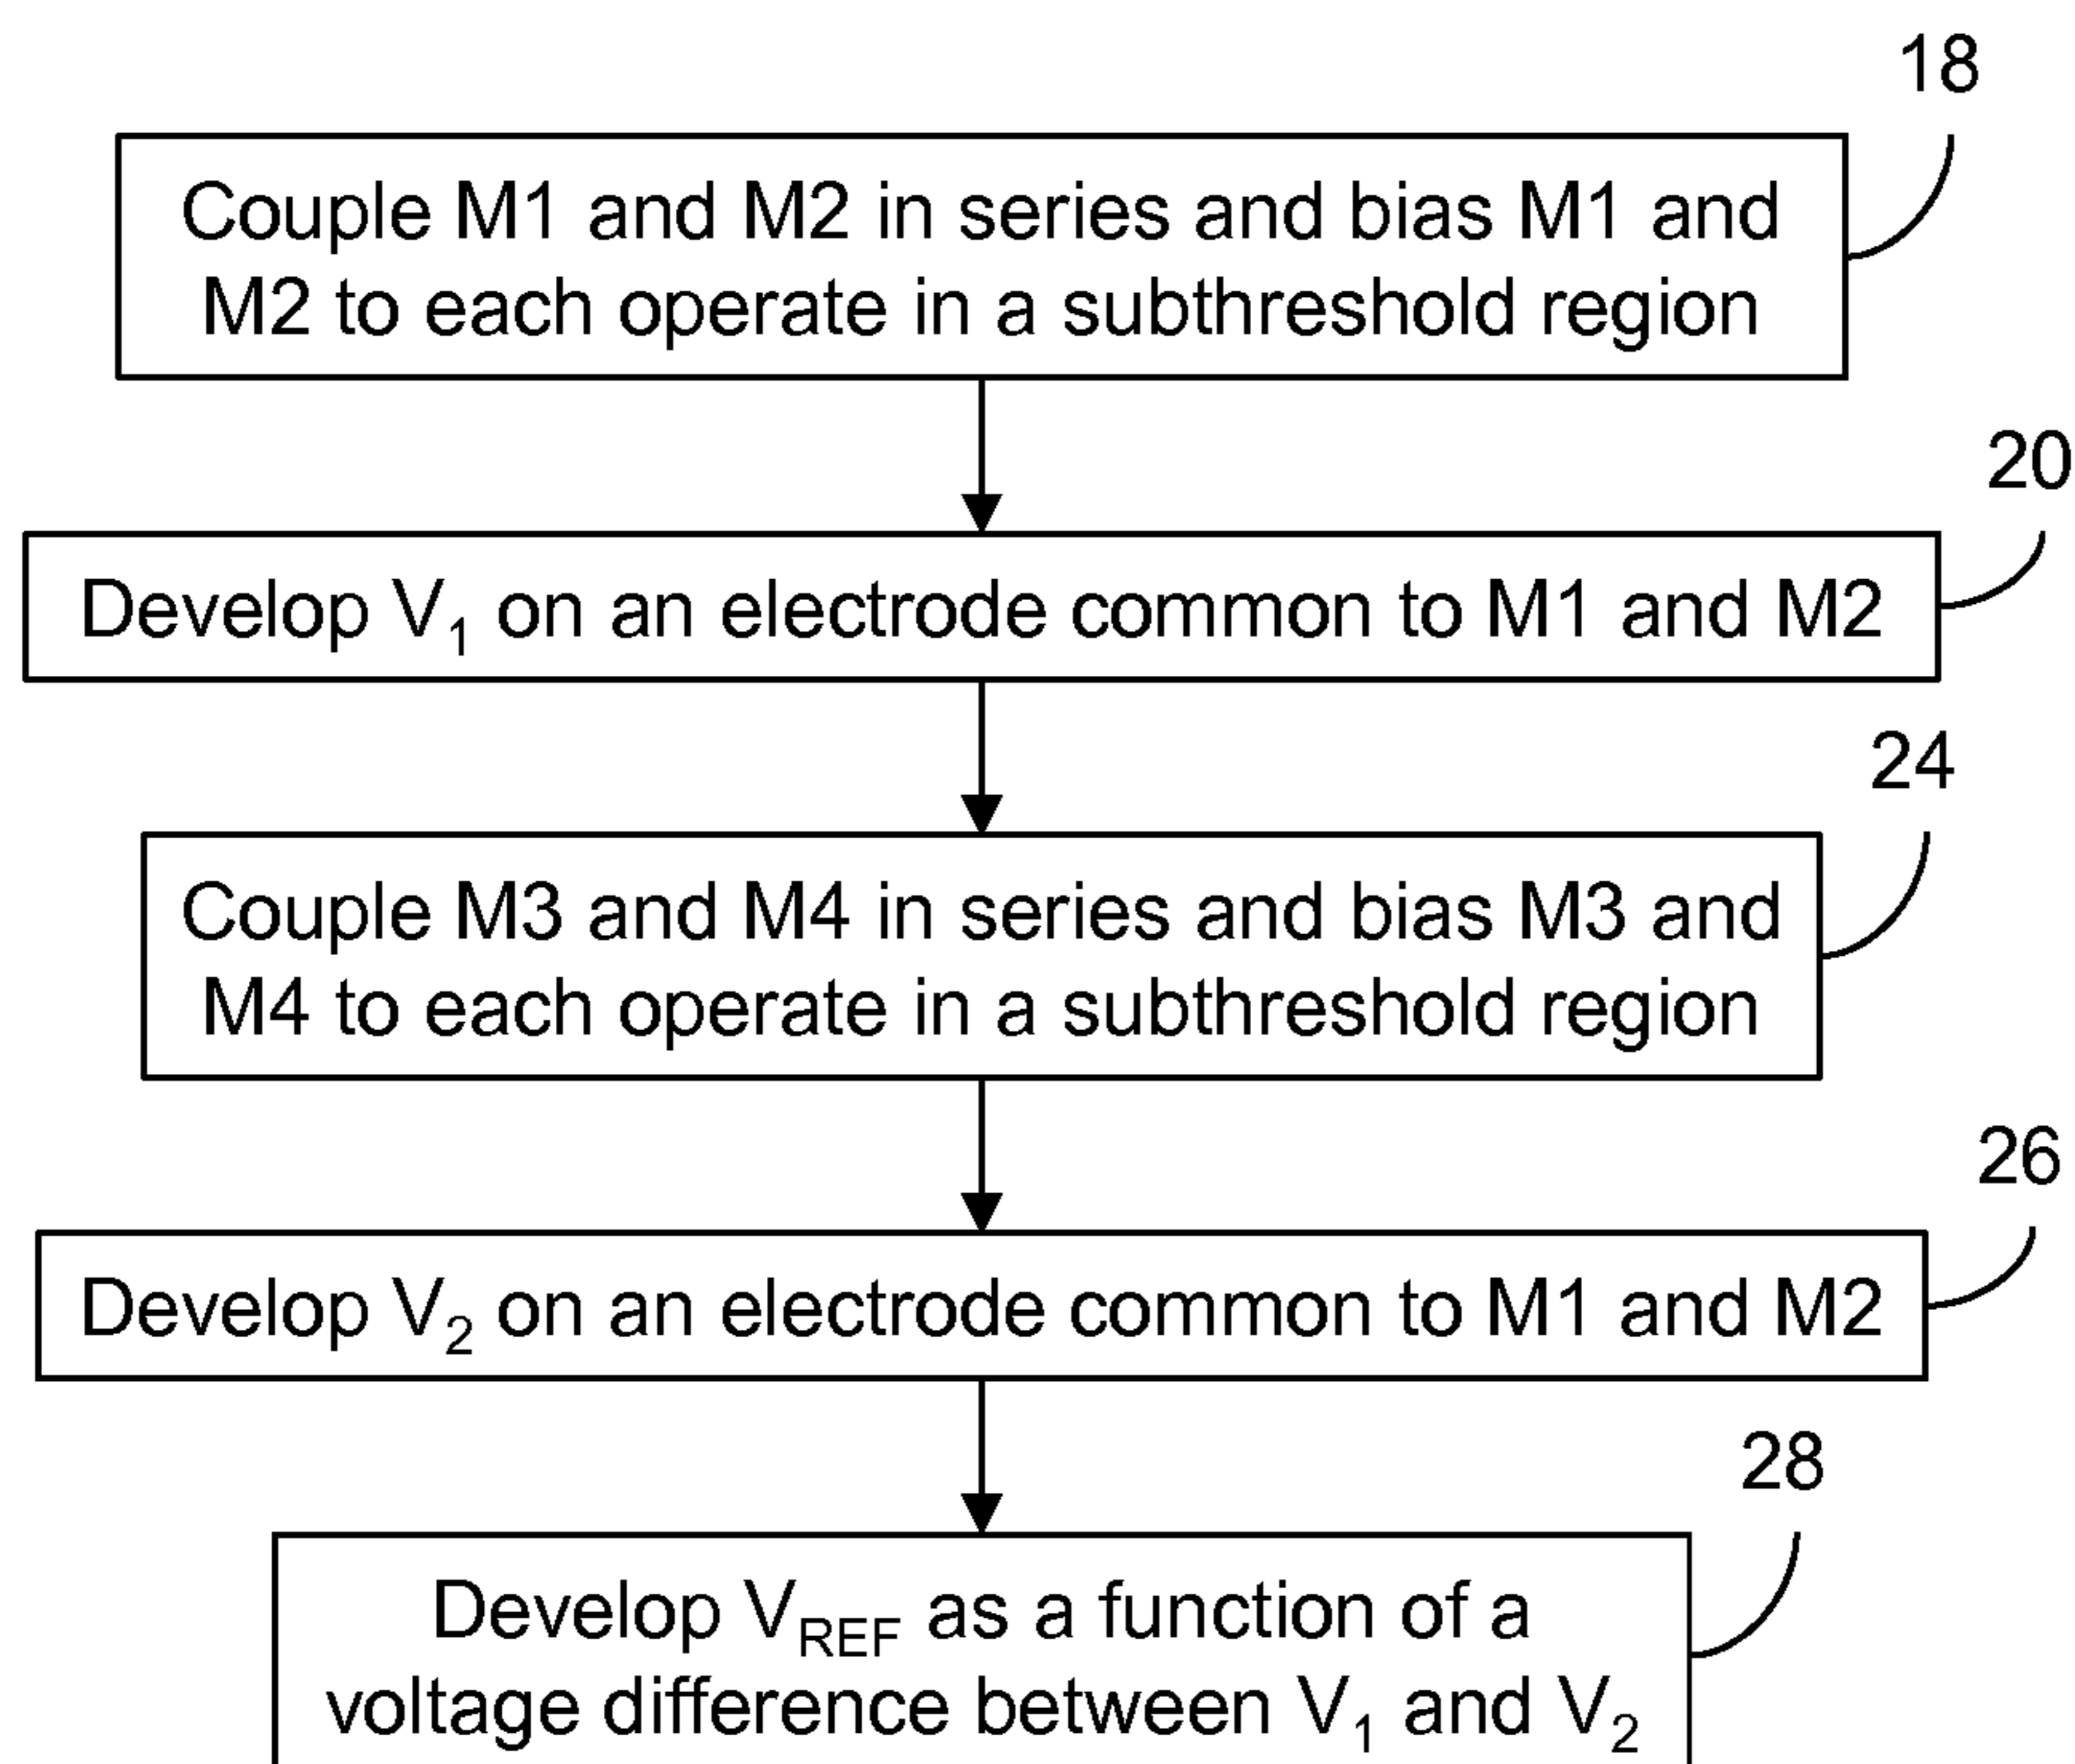 18
Couple M1 and M2 in series and bias M1 and
M2 to each operate in a subthreshold region
20
Develop V1 on an electrode common to M1 and M2
24
Couple M3 and M4 in series and bias M3 and
M4 to each operate in a subthreshold region
26
Develop V2 on an electrode common to M1 and M2
28
Develop VREF as a function of a
voltage difference between V1 and V2